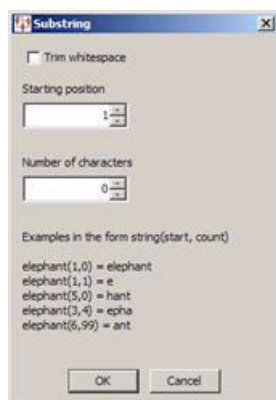 Substring
Trim whitespace
Starting position
1
Number of characters
0
Examples in the form string(start, count)
elephant(1,0) = elephant
elephant(1,1) = e
elephant(5,0) = hant
elephant(3,4) = epha
elephant(6,99) = ant
OK Cancel